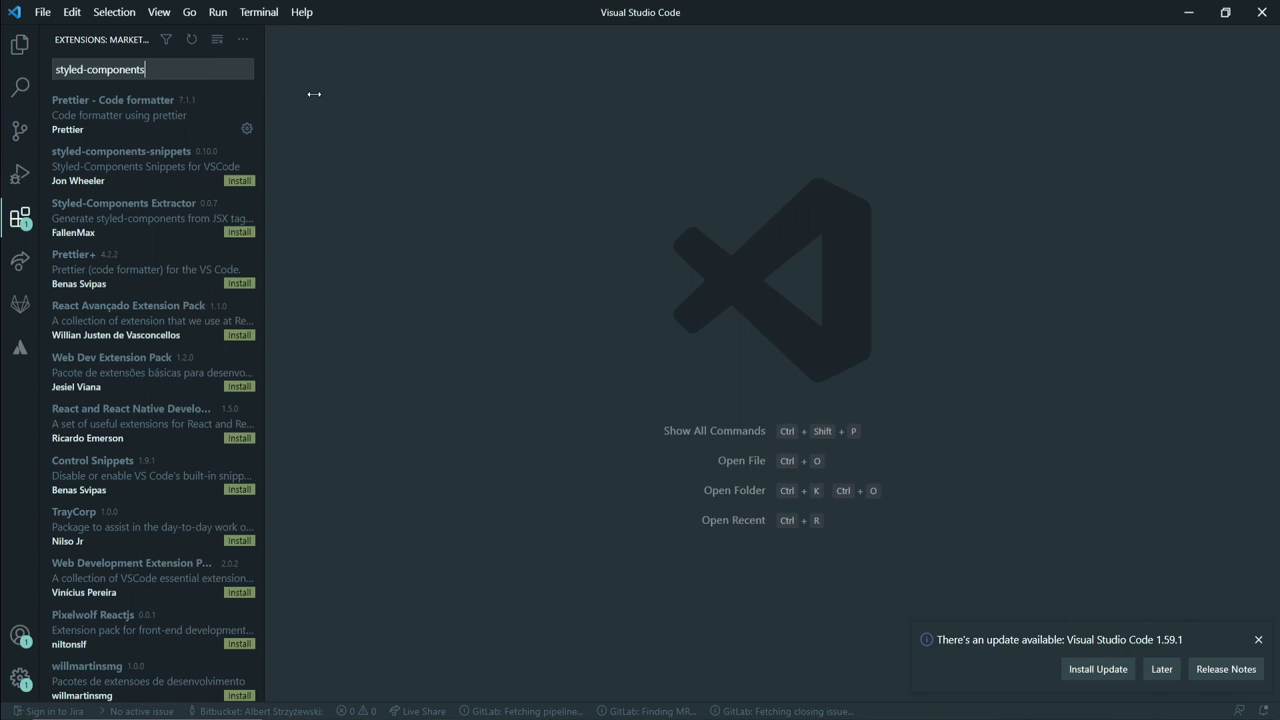 File Edit Selection View Go Run Terminal Help
Visual Studio Code
EXTENSIONS: MARKET...
styled-components
Prettier - Code formatter 7.1.1
Code formatter using prettier
Prettier
styled-components-snippets 0.10.0
Styled-Components Snippets for VSCode
Jon Wheeler Install
Styled-Components Extractor 0.0.7
Generate styled-components from JSX tag...
FallenMax Install
Prettier+ 4.2.2
Prettier (code formatter) for the VS Code.
Benas Svipas Install
React Avançado Extension Pack 1.1.0
A collection of extension that we use at Re...
Willian Justen de Vasconcellos Install
Web Dev Extension Pack 1.2.0
Pacote de extensões básicas para desenvo...
Jesiel Viana Install
React and React Native Develo... 1.5.0
A set of useful extensions for React and Re...
Ricardo Emerson Install
Control Snippets 1.9.1
Disable or enable VS Code's built-in snipp...
Benas Svipas Install
TrayCorp 1.0.0
Package to assist in the day-to-day work o...
Nilso Jr Install
Web Development Extension P... 2.0.2
A collection of VSCode essential extension...
Vinícius Pereira Install
Pixelwolf Reactjs 0.0.1
Extension pack for front-end development...
niltonslf Install
willmartinsmg 1.0.0
Pacotes de extensoes de desenvolvimento
willmartinsmg Install
1
1
1
Show All Commands Ctrl + Shift + P
Open File Ctrl + O
Open Folder Ctrl + K Ctrl + O
Open Recent Ctrl + R
There's an update available: Visual Studio Code 1.59.1
Install Update Later Release Notes
Sign in to Jira No active issue Bitbucket: Albert Strzyżewski: 0 0 Live Share GitLab: Fetching pipeline... GitLab: Finding MR... GitLab: Fetching closing issue...